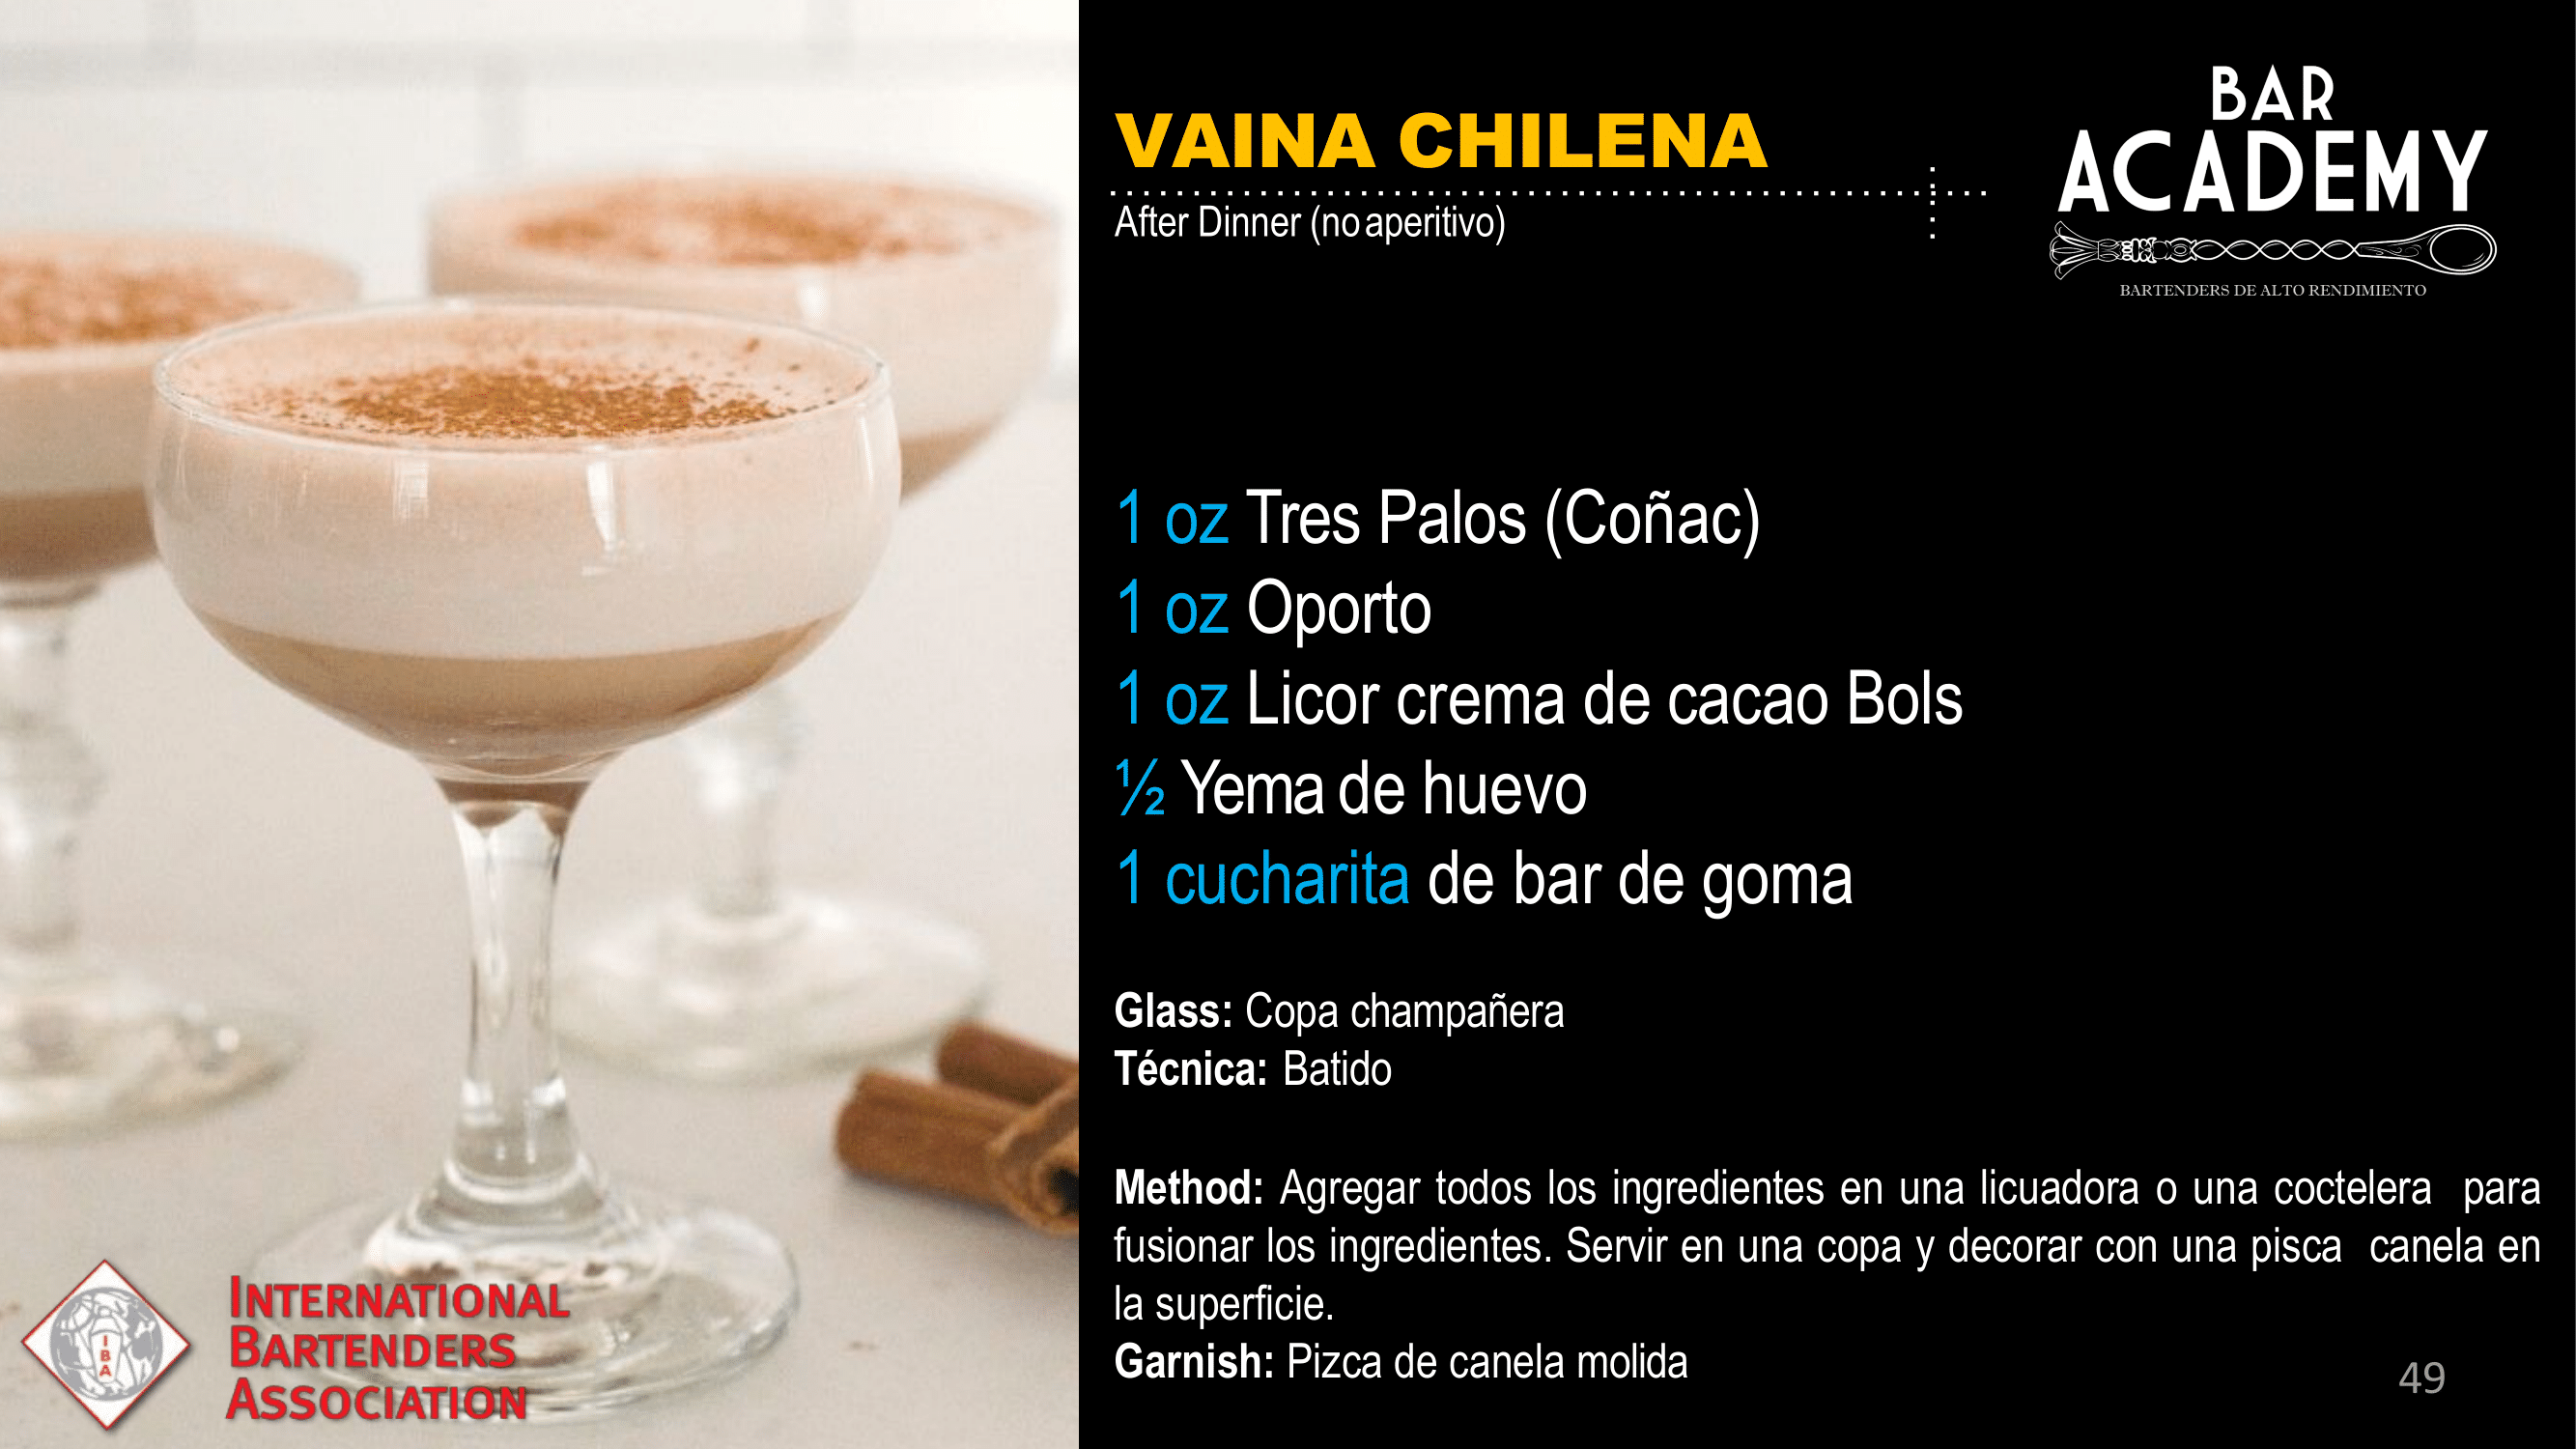 VAINA CHILENA
After Dinner (no aperitivo)
BAR
ACADEMY
BARTENDERS DE ALTO RENDIMIENTO
1 oz Tres Palos (Coñac)
1 oz Oporto
1 oz Licor crema de cacao Bols
½ Yema de huevo
1 cucharita de bar de goma
Glass: Copa champañera
Técnica: Batido
Method: Agregar todos los ingredientes en una licuadora o una coctelera para
fusionar los ingredientes. Servir en una copa y decorar con una pisca canela en
la superficie.
Garnish: Pizca de canela molida
IBA
INTERNATIONAL
BARTENDERS
ASSOCIATION
49